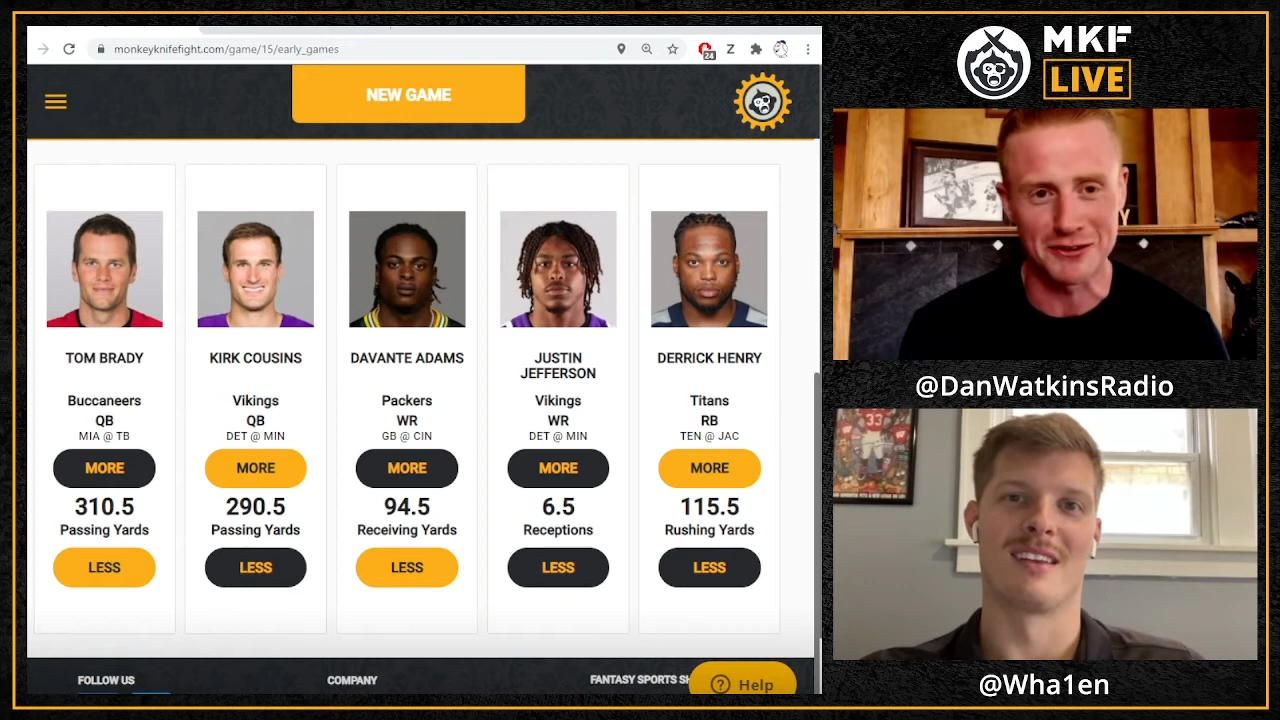 monkeyknifefight.com/game/15/early_games
24
Z
NEW GAME
TOM BRADY
Buccaneers
QB
MIA @ TB
MORE
310.5
Passing Yards
LESS
KIRK COUSINS
Vikings
QB
DET @ MIN
MORE
290.5
Passing Yards
LESS
DAVANTE ADAMS
Packers
WR
GB @ CIN
MORE
94.5
Receiving Yards
LESS
JUSTIN
JEFFERSON
Vikings
WR
DET @ MIN
MORE
6.5
Receptions
LESS
DERRICK HENRY
Titans
RB
TEN @ JAC
MORE
115.5
Rushing Yards
LESS
FOLLOW US
COMPANY
FANTASY SPORTS
? Help
MKF
LIVE
Y
@DanWatkinsRadio
33
@Wha1en